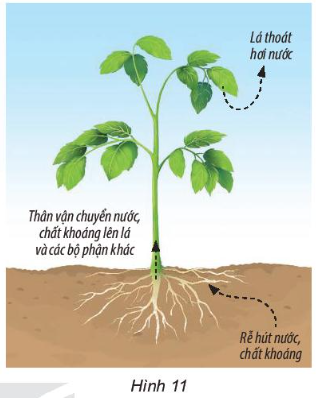 Lá thoát
hơi nước
Thân vận chuyển nước,
chất khoáng lên lá
và các bộ phận khác
Rễ hút nước,
chất khoáng
Hình 11